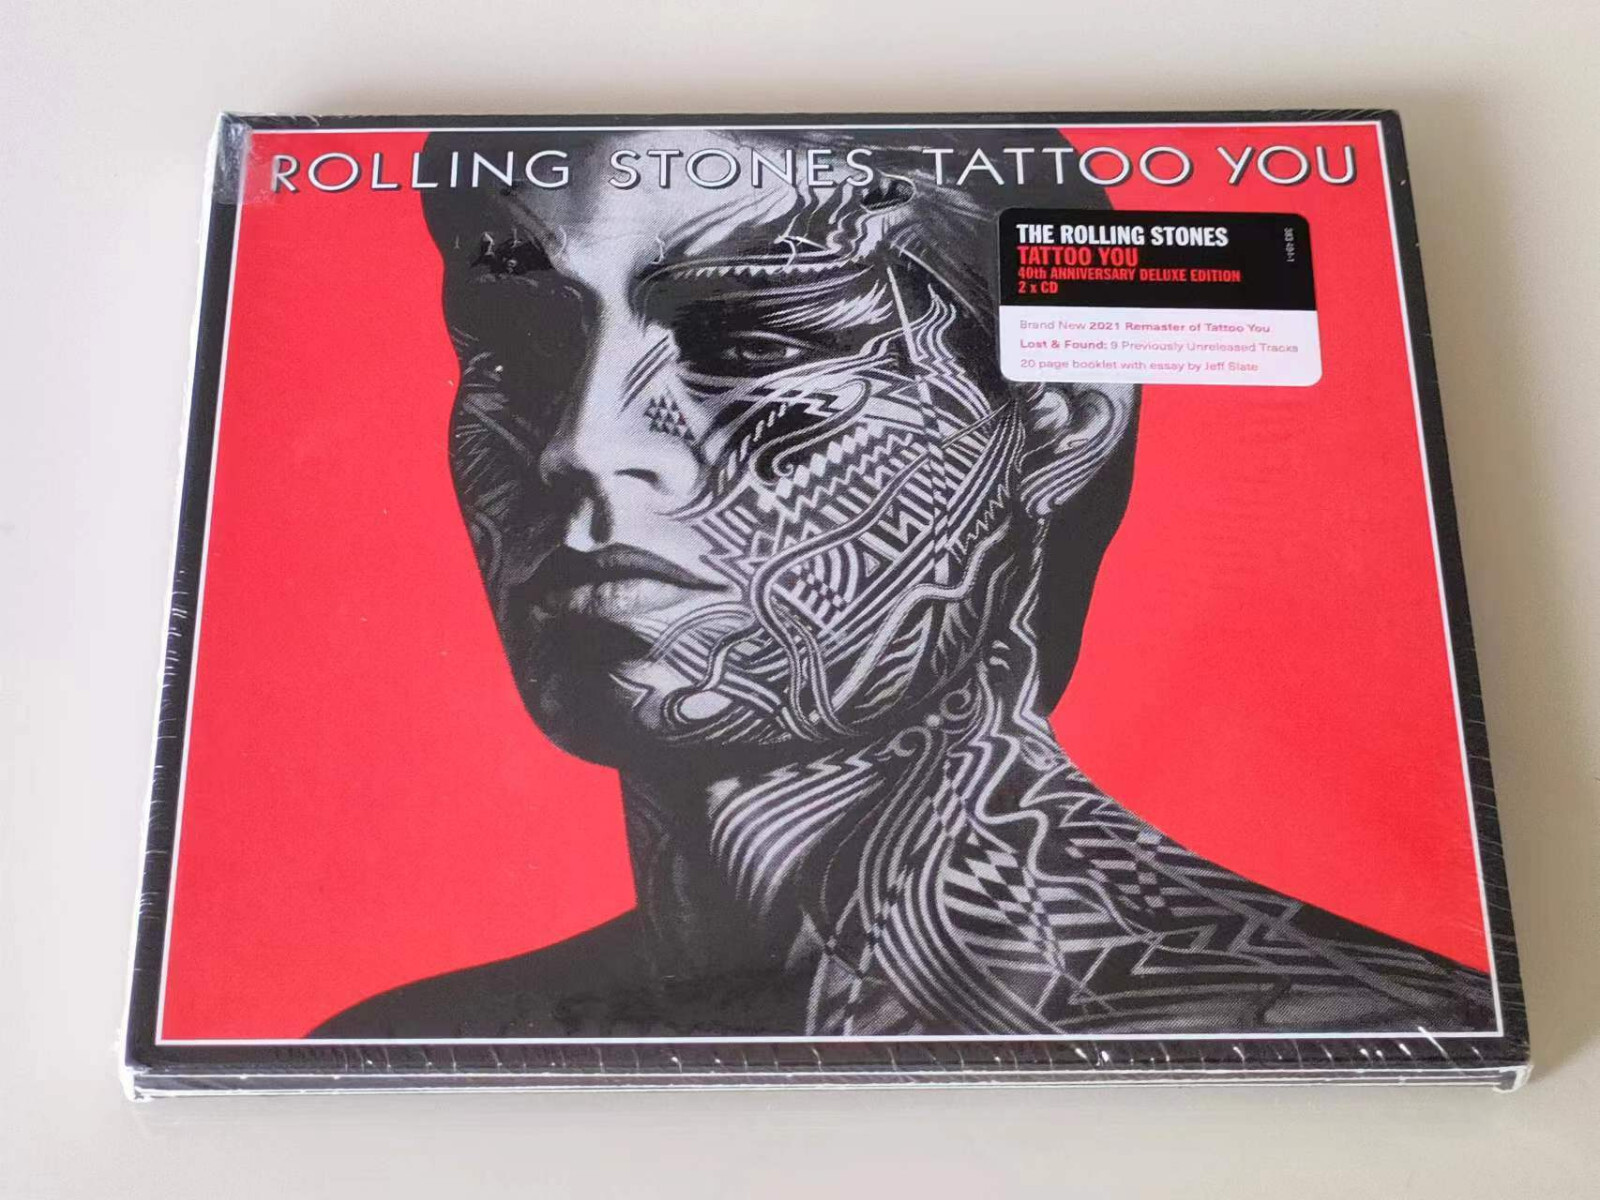 ROLLING STONES TATTOO YOU
THE ROLLING STONES
TATTOO YOU
40th ANNIVERSARY DELUXE EDITION
2 x CD
Brand New 2021 Remaster of Tattoo You
Lost & Found: 9 Previously Unreleased Tracks
20 page booklet with essay by Jeff Slate